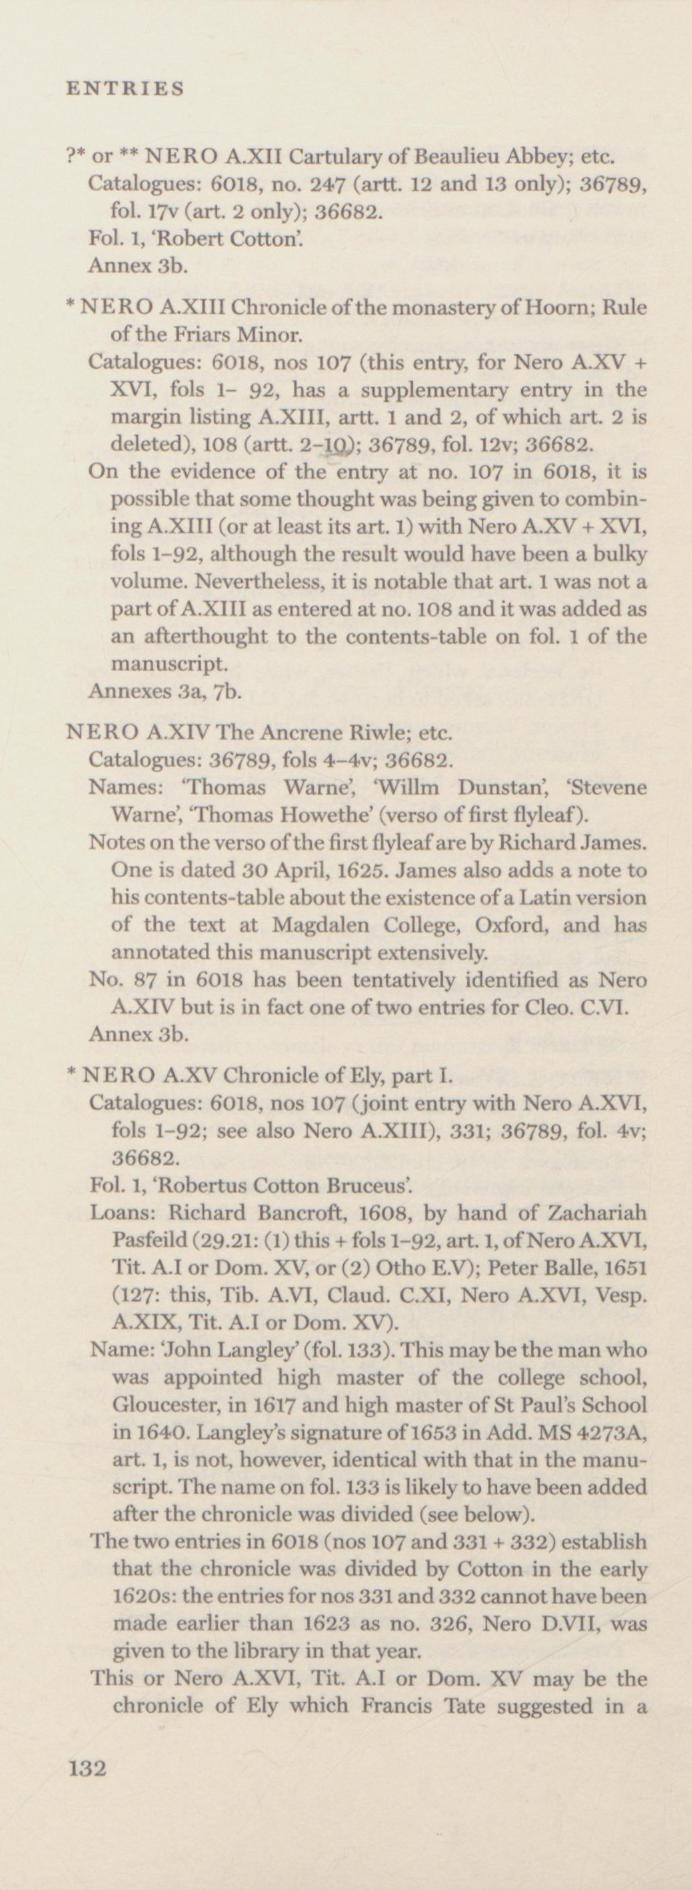 ENTRIES
?* or ** NERO A.XII Cartulary of Beaulieu Abbey; etc.
Catalogues: 6018, no. 247 (artt. 12 and 13 only); 36789,
fol. 17v (art. 2 only); 36682.
Fol. 1, ‘Robert Cotton’.
Annex 3b.
* NERO A.XIII Chronicle of the monastery of Hoorn; Rule
of the Friars Minor.
Catalogues: 6018, nos 107 (this entry, for Nero A.XV +
XVI, fols 1– 92, has a supplementary entry in the
margin listing A.XIII, artt. 1 and 2, of which art. 2 is
deleted), 108 (artt. 2–10); 36789, fol. 12v; 36682.
On the evidence of the entry at no. 107 in 6018, it is
possible that some thought was being given to combin-
ing A.XIII (or at least its art. 1) with Nero A.XV + XVI,
fols 1–92, although the result would have been a bulky
volume. Nevertheless, it is notable that art. 1 was not a
part of A.XIII as entered at no. 108 and it was added as
an afterthought to the contents-table on fol. 1 of the
manuscript.
Annexes 3a, 7b.
NERO A.XIV The Ancrene Riwle; etc.
Catalogues: 36789, fols 4–4v; 36682.
Names: ‘Thomas Warne’, ‘Willm Dunstan’, ‘Stevene
Warne’, ‘Thomas Howethe’ (verso of first flyleaf).
Notes on the verso of the first flyleaf are by Richard James.
One is dated 30 April, 1625. James also adds a note to
his contents-table about the existence of a Latin version
of the text at Magdalen College, Oxford, and has
annotated this manuscript extensively.
No. 87 in 6018 has been tentatively identified as Nero
A.XIV but is in fact one of two entries for Cleo. C.VI.
Annex 3b.
* NERO A.XV Chronicle of Ely, part I.
Catalogues: 6018, nos 107 (joint entry with Nero A.XVI,
fols 1–92; see also Nero A.XIII), 331; 36789, fol. 4v;
36682.
Fol. 1, ‘Robertus Cotton Bruceus’.
Loans: Richard Bancroft, 1608, by hand of Zachariah
Pasfeild (29.21: (1) this + fols 1–92, art. 1, of Nero A.XVI,
Tit. A.I or Dom. XV, or (2) Otho E.V); Peter Balle, 1651
(127: this, Tib. A.VI, Claud. C.XI, Nero A.XVI, Vesp.
A.XIX, Tit. A.I or Dom. XV).
Name: ‘John Langley’ (fol. 133). This may be the man who
was appointed high master of the college school,
Gloucester, in 1617 and high master of St Paul’s School
in 1640. Langley’s signature of 1653 in Add. MS 4273A,
art. 1, is not, however, identical with that in the manu-
script. The name on fol. 133 is likely to have been added
after the chronicle was divided (see below).
The two entries in 6018 (nos 107 and 331 + 332) establish
that the chronicle was divided by Cotton in the early
1620s: the entries for nos 331 and 332 cannot have been
made earlier than 1623 as no. 326, Nero D.VII, was
given to the library in that year.
This or Nero A.XVI, Tit. A.I or Dom. XV may be the
chronicle of Ely which Francis Tate suggested in a
132